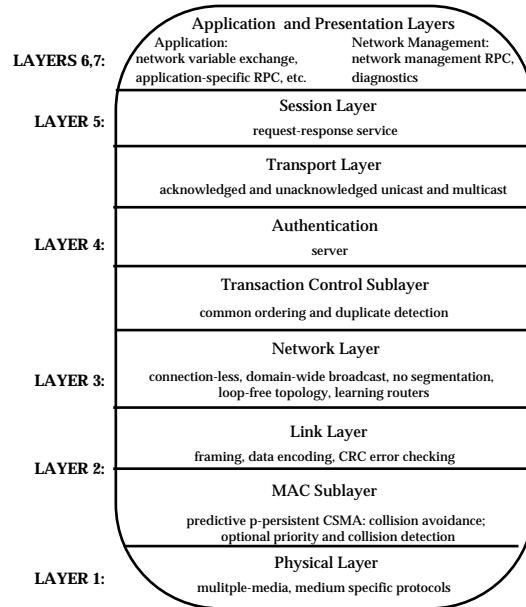 Application and Presentation Layers
Application:
network variable exchange,
application-specific RPC, etc.
Network Management:
network management RPC,
diagnostics
LAYERS 6,7:
Session Layer
LAYER 5:
request-response service
Transport Layer
acknowledged and unacknowledged unicast and multicast
Authentication
LAYER 4:
server
Transaction Control Sublayer
common ordering and duplicate detection
Network Layer
LAYER 3:
connection-less, domain-wide broadcast, no segmentation,
loop-free topology, learning routers
Link Layer
LAYER 2:
framing, data encoding, CRC error checking
MAC Sublayer
predictive p-persistent CSMA: collision avoidance;
optional priority and collision detection
Physical Layer
LAYER 1:
mulitple-media, medium specific protocols